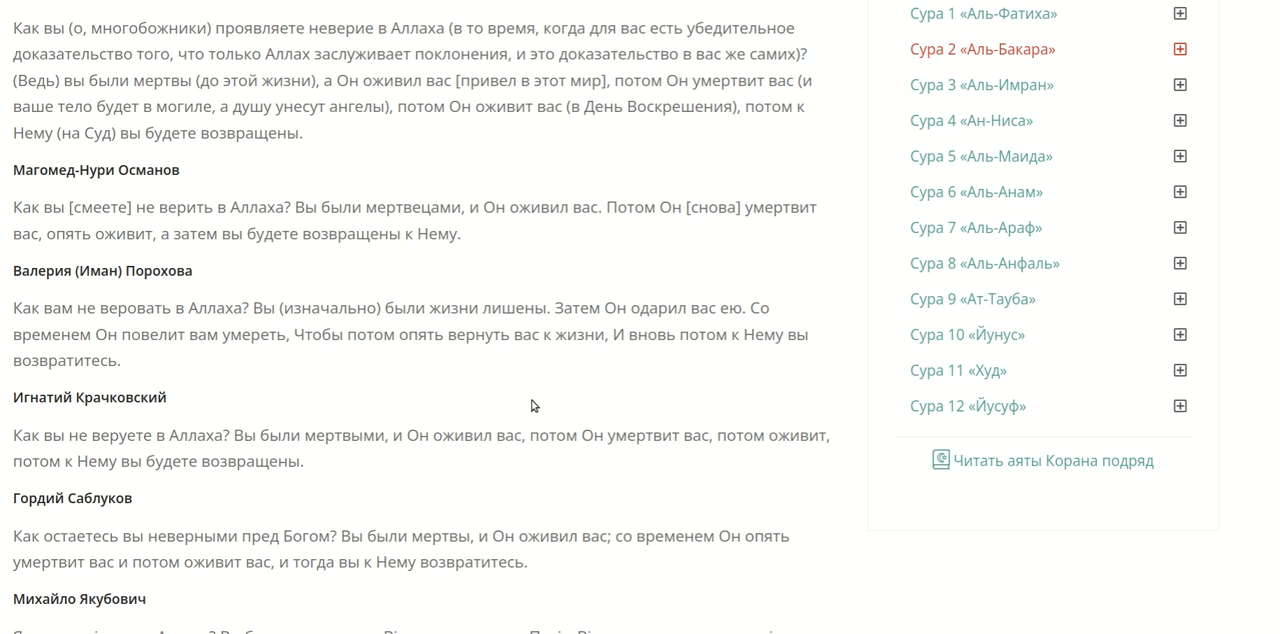 Как вы (о, многобожники) проявляете неверие в Аллаха (в то время, когда для вас есть убедительное
доказательство того, что только Аллах заслуживает поклонения, и это доказательство в вас же самих)?
(Ведь) вы были мертвы (до этой жизни), а Он оживил вас [привел в этот мир], потом Он умертвит вас (и
ваше тело будет в могиле, а душу унесут ангелы), потом Он оживит вас (в День Воскрешения), потом к
Нему (на Суд) вы будете возвращены.
Магомед-Нури Османов
Как вы [смеете] не верить в Аллаха? Вы были мертвецами, и Он оживил вас. Потом Он [снова] умертвит
вас, опять оживит, а затем вы будете возвращены к Нему.
Валерия (Иман) Порохова
Как вам не веровать в Аллаха? Вы (изначально) были жизни лишены. Затем Он одарил вас ею. Со
временем Он повелит вам умереть, Чтобы потом опять вернуть вас к жизни, И вновь потом к Нему вы
возвратитесь.
Игнатий Крачковский
Как вы не веруете в Аллаха? Вы были мертвыми, и Он оживил вас, потом Он умертвит вас, потом оживит,
потом к Нему вы будете возвращены.
Гордий Саблуков
Как остаетесь вы неверными пред Богом? Вы были мертвы, и Он оживил вас; со временем Он опять
умертвит вас и потом оживит вас, и тогда вы к Нему возвратитесь.
Михайло Якубович
Сура 1 «Аль-Фатиха»
Сура 2 «Аль-Бакара»
Сура 3 «Аль-Имран»
Сура 4 «Ан-Ниса»
Сура 5 «Аль-Маида»
Сура 6 «Аль-Анам»
Сура 7 «Аль-Араф»
Сура 8 «Аль-Анфаль»
Сура 9 «Ат-Тауба»
Сура 10 «Йунус»
Сура 11 «Худ»
Сура 12 «Йусуф»
Читать аяты Корана подряд